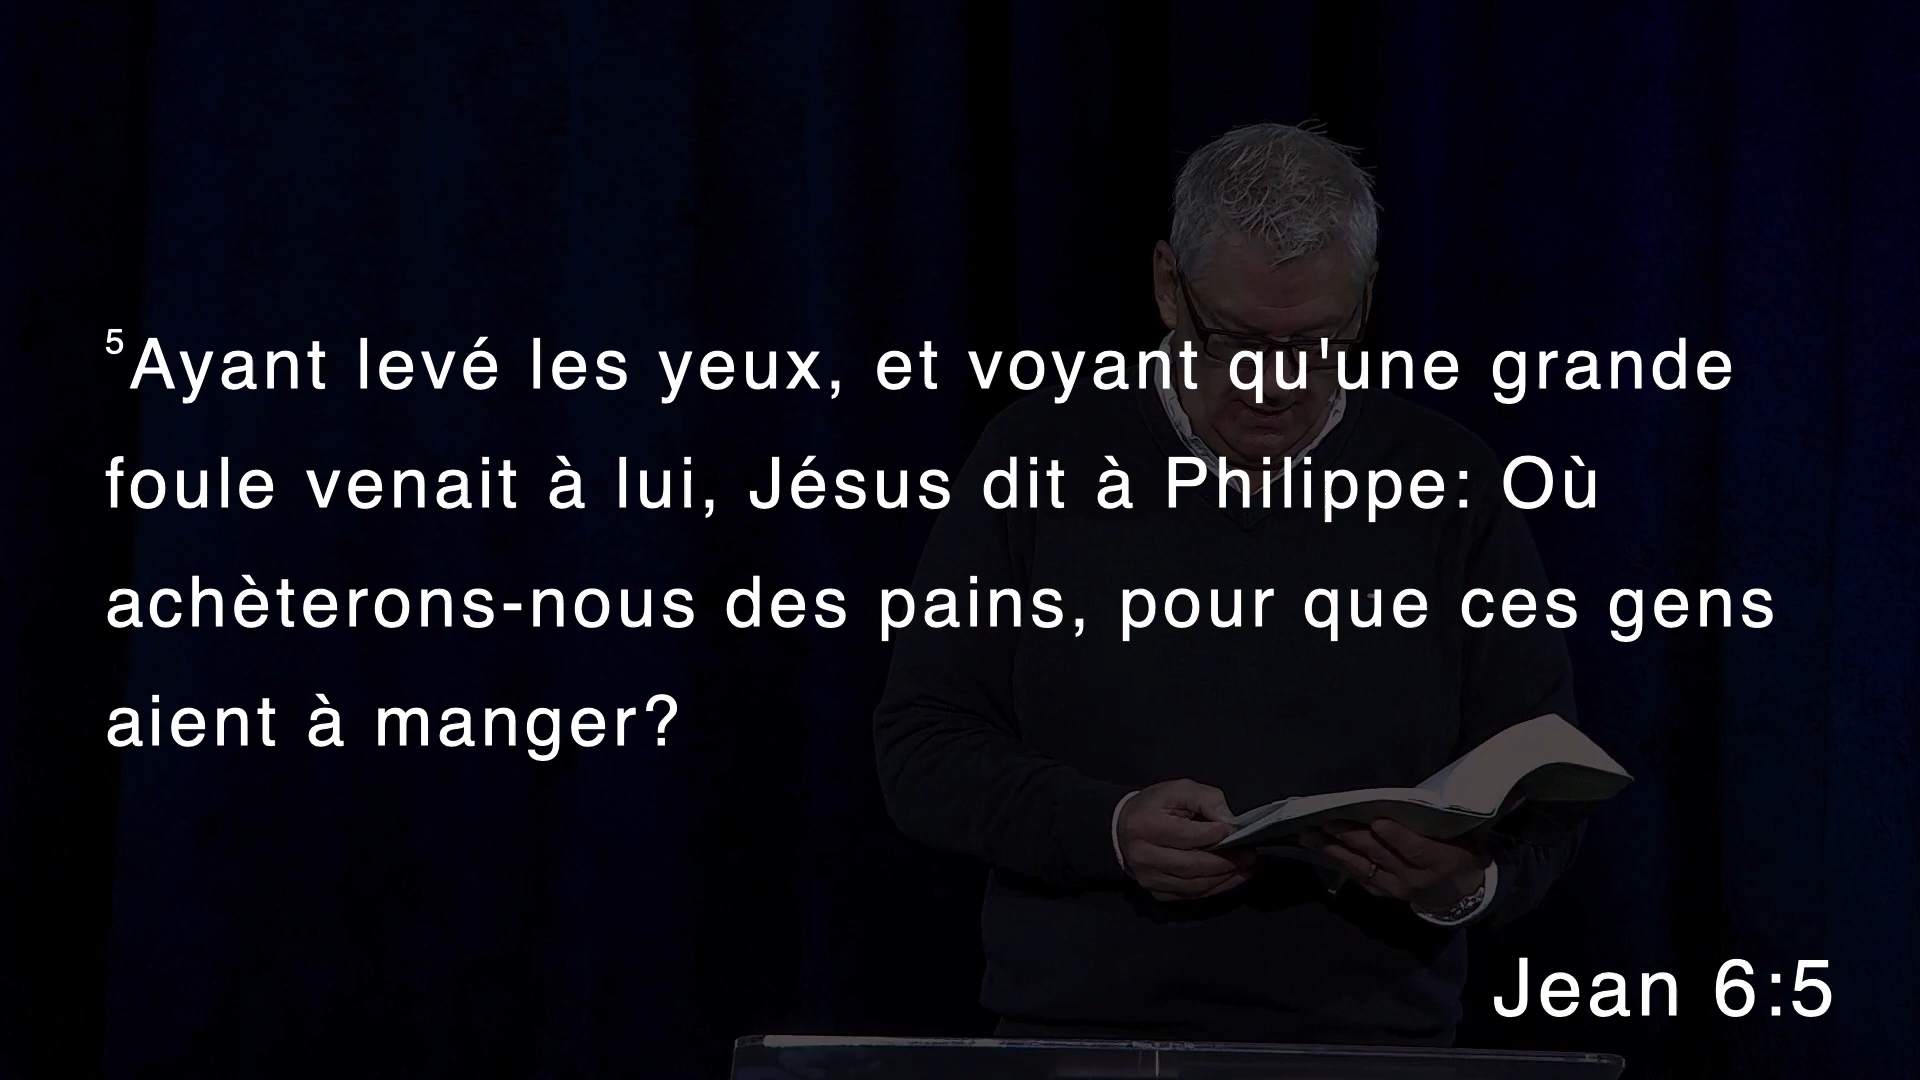 5Ayant levé les yeux, et voyant qu'une grande
foule venait à lui, Jésus dit à Philippe: Où
achèterons-nous des pains, pour que ces gens
aient à manger?
Jean 6:5